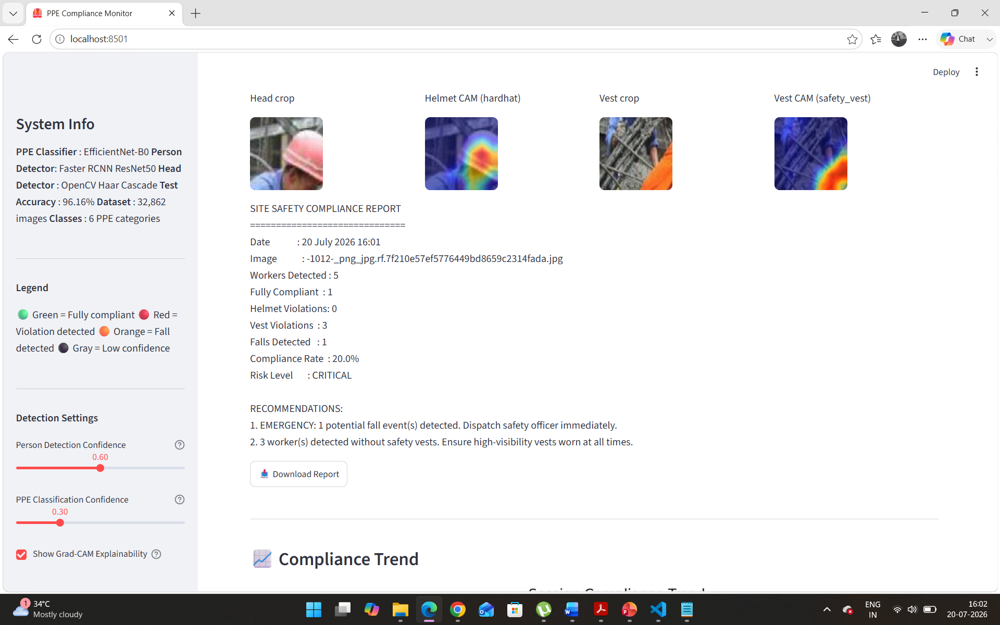 PPE Compliance Monitor
localhost:8501
Chat
Deploy
System Info
PPE Classifier : EfficientNet-B0 Person
Detector: Faster RCNN ResNet50 Head
Detector : OpenCV Haar Cascade Test
Accuracy : 96.16% Dataset : 32,862
images Classes : 6 PPE categories
Legend
Green = Fully compliant Red =
Violation detected Orange = Fall
detected Gray = Low confidence
Detection Settings
Person Detection Confidence
0.60
PPE Classification Confidence
0.30
Show Grad-CAM Explainability
Head crop
Helmet CAM (hardhat)
Vest crop
Vest CAM (safety_vest)
SITE SAFETY COMPLIANCE REPORT
==============================
Date : 20 July 2026 16:01
Image : -1012-_png_jpg.rf.7f210e57ef5776449bd8659c2314fada.jpg
Workers Detected : 5
Fully Compliant : 1
Helmet Violations: 0
Vest Violations : 3
Falls Detected : 1
Compliance Rate : 20.0%
Risk Level : CRITICAL
RECOMMENDATIONS:
1. EMERGENCY: 1 potential fall event(s) detected. Dispatch safety officer immediately.
2. 3 worker(s) detected without safety vests. Ensure high-visibility vests worn at all times.
Download Report
Compliance Trend
Session Compliance Trend
1
34°C
Mostly cloudy
ENG
IN
16:02
20-07-2026